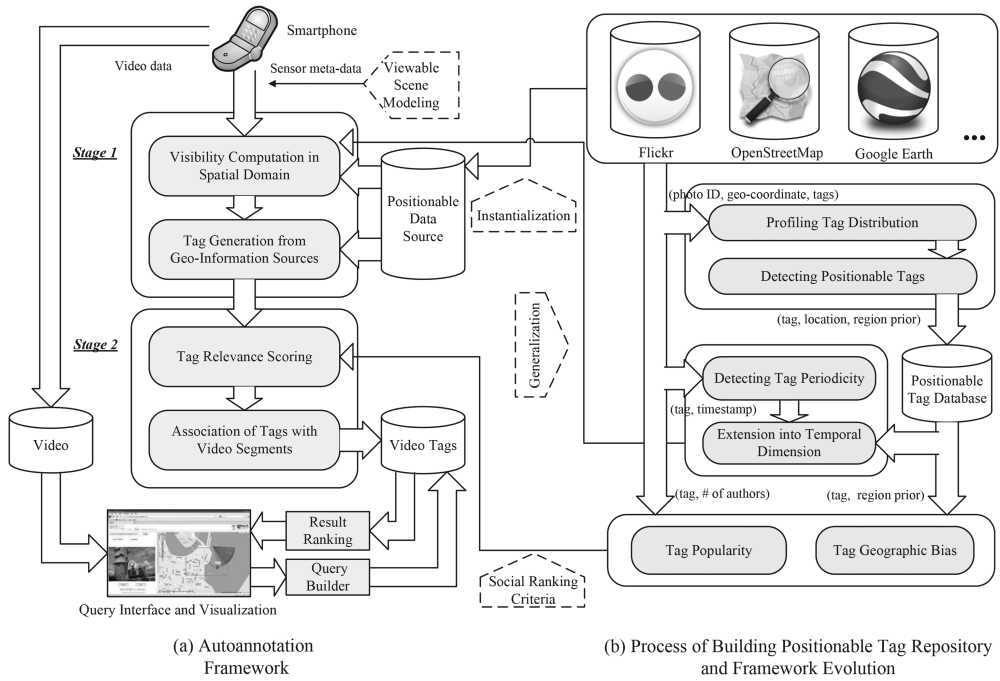 Smartphone
Video data
Sensor meta-data
Viewable
Scene
Modeling
Stage 1
Visibility Computation in
Spatial Domain
Tag Generation from
Geo-Information Sources
Positionable
Data
Source
Instantialization
Generalization
Stage 2
Tag Relevance Scoring
Association of Tags with
Video Segments
Video
Video Tags
Result
Ranking
Query
Builder
Query Interface and Visualization
Social Ranking
Criteria
(a) Autoannotation
Framework
Flickr
OpenStreetMap
Google Earth
(photo ID, geo-coordinate, tags)
Profiling Tag Distribution
Detecting Positionable Tags
(tag, location, region prior)
Positionable
Tag Database
Detecting Tag Periodicity
(tag, timestamp)
Extension into Temporal
Dimension
(tag, # of authors)
(tag, region prior)
Tag Popularity
Tag Geographic Bias
(b) Process of Building Positionable Tag Repository
and Framework Evolution